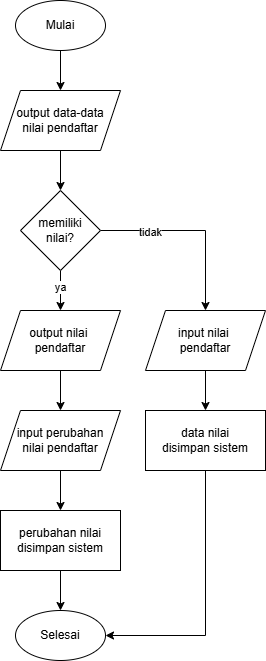 Mulai
output data-data
nilai pendaftar
memiliki
nilai?
tidak
ya
output nilai
pendaftar
input nilai
pendaftar
input perubahan
nilai pendaftar
data nilai
disimpan sistem
perubahan nilai
disimpan sistem
Selesai